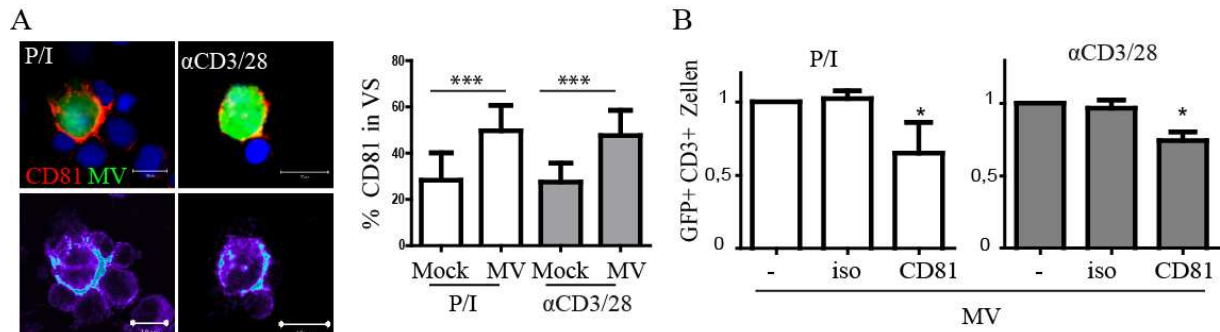 A
P/I
αCD3/28
CD81 MV
% CD81 in VS
80
60
40
20
0
***
***
Mock MV Mock MV
P/I
αCD3/28
B
GFP+ CD3+ Zellen
P/I
1
0,5
0
*
- iso CD81
αCD3/28
1
0,5
0
*
- iso CD81
MV